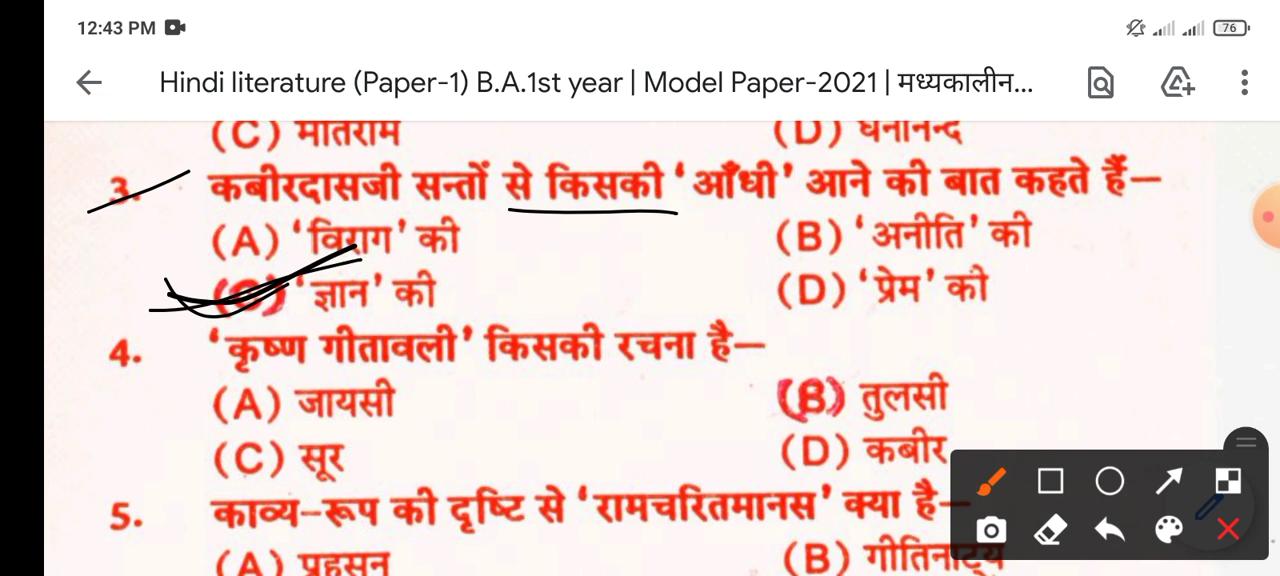 12:43 PM
76
Hindi literature (Paper-1) B.A.1st year | Model Paper-2021 | मध्यकालीन...
(C) मतिराम (D) घनानन्द
3. कबीरदासजी सन्तों से किसकी 'आँधी' आने की बात कहते हैं—
(A) 'विराग' की (B) 'अनीति' की
(C) 'ज्ञान' की (D) 'प्रेम' की
4. 'कृष्ण गीतावली' किसकी रचना है—
(A) जायसी (B) तुलसी
(C) सूर (D) कबीर
5. काव्य-रूप की दृष्टि से 'रामचरितमानस' क्या है—
(A) प्रहसन (B) गीतिनाट्य